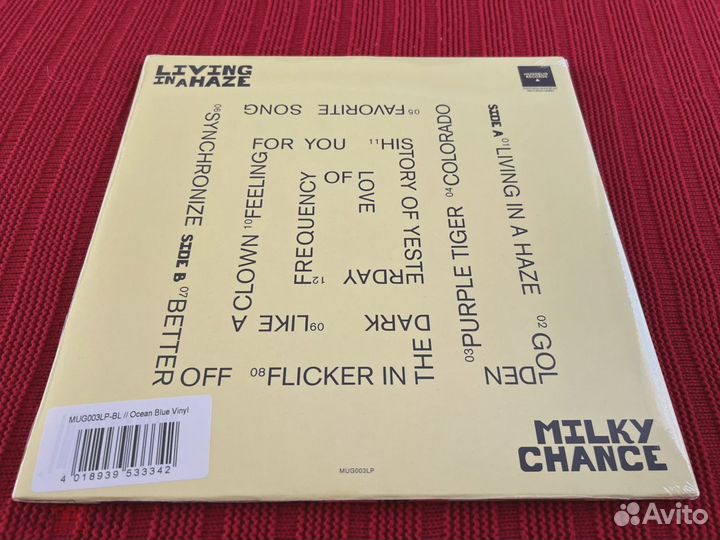 LIVING
IN A HAZE
SIDE A 01 LIVING IN A HAZE
02 GOLDEN
03 PURPLE TIGER 04 COLORADO
05 FAVORITE SONG
06 SYNCHRONIZE SIDE B 07 BETTER
OFF 08 FLICKER IN
THE DARK
09 LIKE A
CLOWN 10 FEELING
FOR YOU 11 HISTORY OF YESTERDAY
12 FREQUENCY
OF
LOVE
MILKY
CHANCE
MUG003LP-BL // Ocean Blue Vinyl
4 018939 533342
MUG003LP
Avito